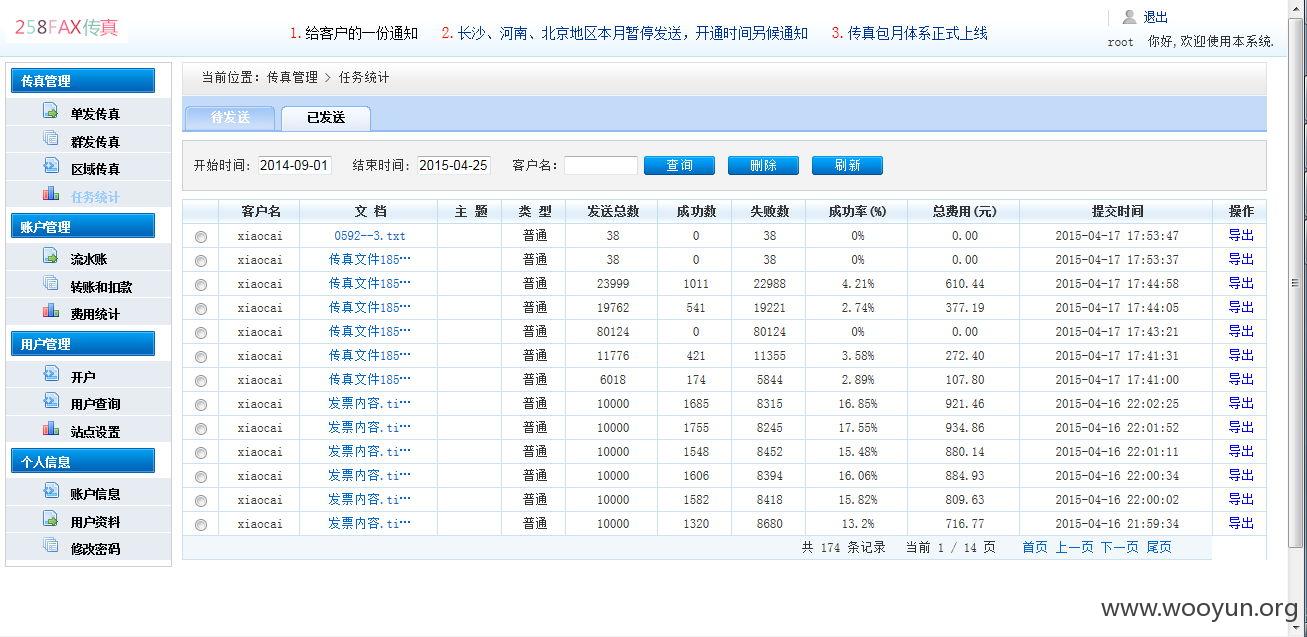 258FAX传真
1. 给客户的一份通知 2. 长沙、河南、北京地区本月暂停发送，开通时间另候通知 3. 传真包月体系正式上线
退出
root 你好, 欢迎使用本系统.
传真管理
单发传真
群发传真
区域传真
任务统计
账户管理
流水账
转账和扣款
费用统计
用户管理
开户
用户查询
站点设置
个人信息
账户信息
用户资料
修改密码
当前位置： 传真管理 > 任务统计
待发送 已发送
开始时间： 2014-09-01 结束时间： 2015-04-25 客户名： 查询 删除 刷新
客户名 文 档 主 题 类 型 发送总数 成功数 失败数 成功率(%) 总费用(元) 提交时间 操作
xiaocai 0592--3.txt 普通 38 0 38 0% 0.00 2015-04-17 17:53:47 导出
xiaocai 传真文件185… 普通 38 0 38 0% 0.00 2015-04-17 17:53:37 导出
xiaocai 传真文件185… 普通 23999 1011 22988 4.21% 610.44 2015-04-17 17:44:58 导出
xiaocai 传真文件185… 普通 19762 541 19221 2.74% 377.19 2015-04-17 17:44:05 导出
xiaocai 传真文件185… 普通 80124 0 80124 0% 0.00 2015-04-17 17:43:21 导出
xiaocai 传真文件185… 普通 11776 421 11355 3.58% 272.40 2015-04-17 17:41:31 导出
xiaocai 传真文件185… 普通 6018 174 5844 2.89% 107.80 2015-04-17 17:41:00 导出
xiaocai 发票内容.ti… 普通 10000 1685 8315 16.85% 921.46 2015-04-16 22:02:25 导出
xiaocai 发票内容.ti… 普通 10000 1755 8245 17.55% 934.86 2015-04-16 22:01:52 导出
xiaocai 发票内容.ti… 普通 10000 1548 8452 15.48% 880.14 2015-04-16 22:01:11 导出
xiaocai 发票内容.ti… 普通 10000 1606 8394 16.06% 884.93 2015-04-16 22:00:34 导出
xiaocai 发票内容.ti… 普通 10000 1582 8418 15.82% 809.63 2015-04-16 22:00:02 导出
xiaocai 发票内容.ti… 普通 10000 1320 8680 13.2% 716.77 2015-04-16 21:59:34 导出
共 174 条记录 当前 1 / 14 页 首页 上一页 下一页 尾页
www.wooyun.org